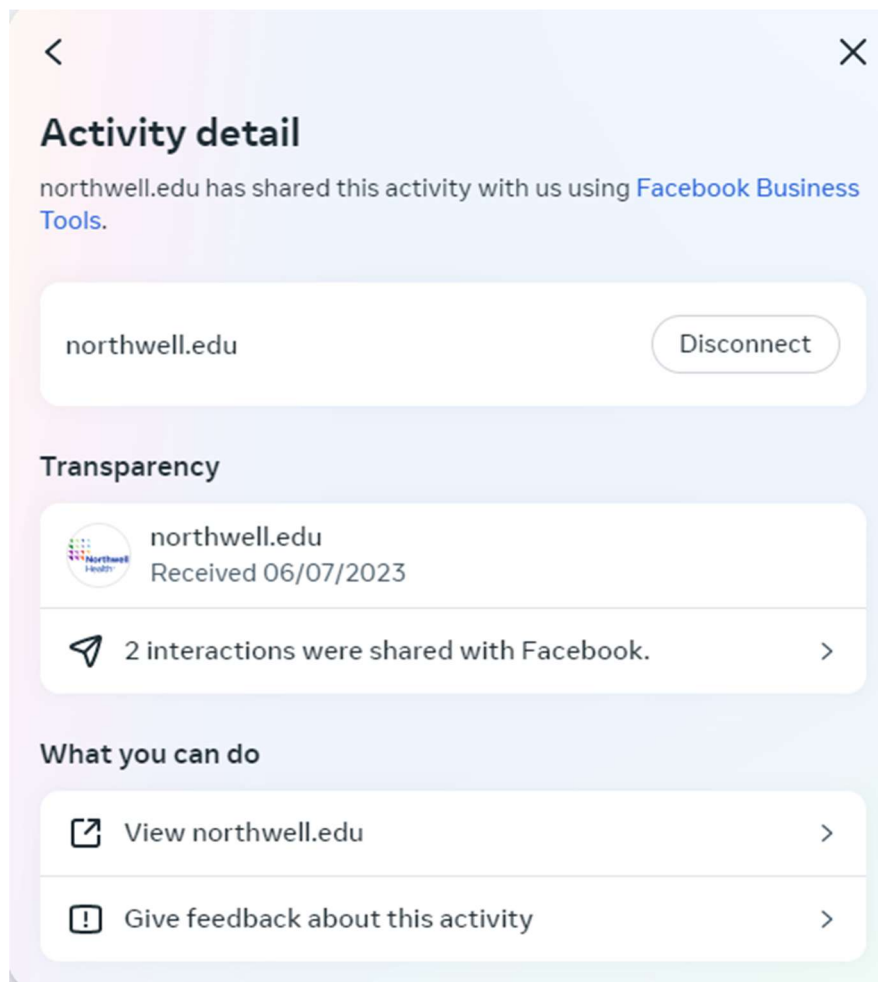 Activity detail
northwell.edu has shared this activity with us using Facebook Business
Tools.
northwell.edu
Disconnect
Transparency
Northwell
Health
northwell.edu
Received 06/07/2023
2 interactions were shared with Facebook.
What you can do
View northwell.edu
Give feedback about this activity